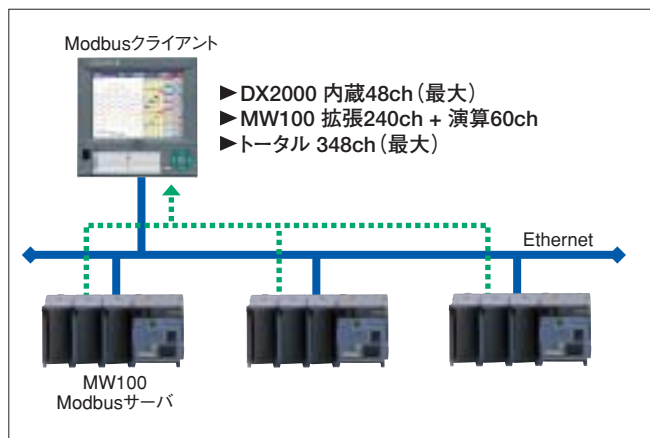 Modbusクライアント
►DX2000 内蔵48ch（最大）
►MW100 拡張240ch + 演算60ch
►トータル 348ch（最大）
Ethernet
MW100
Modbusサーバ